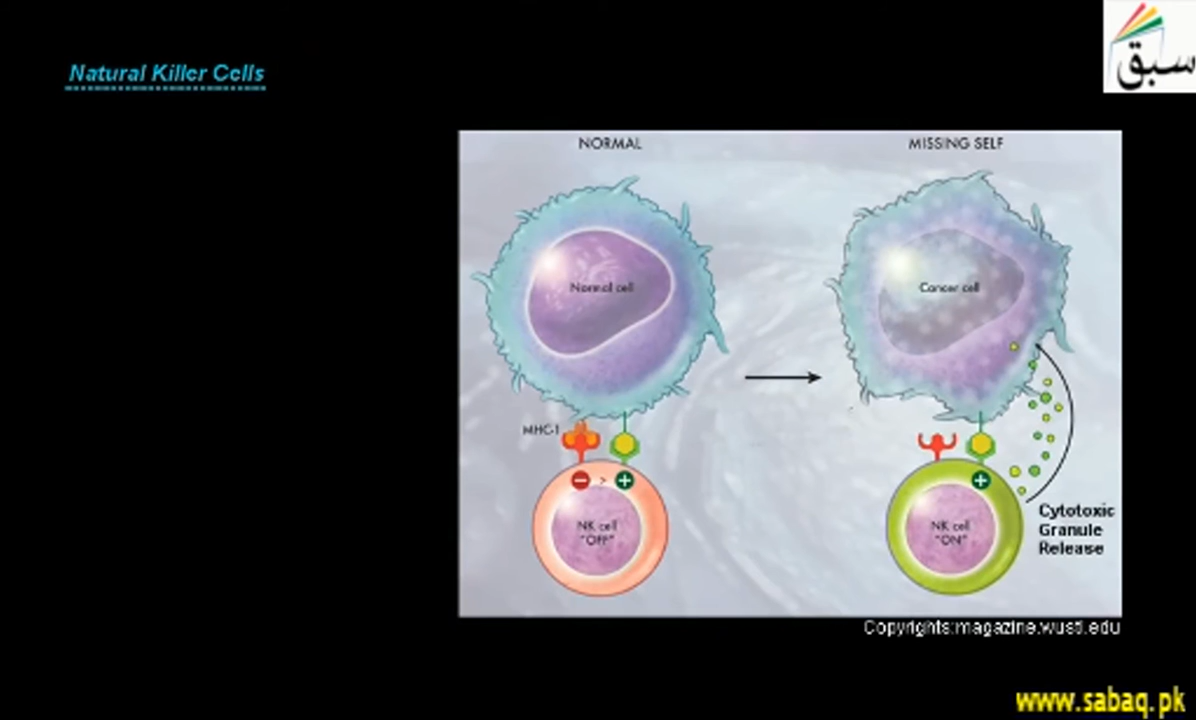 سبق
Natural Killer Cells
NORMAL
MISSING SELF
Normal cell
Cancer cell
MHC-1
- > +
+
NK cell
"OFF"
NK cell
"ON"
Cytotoxic
Granule
Release
Copyrights:magazine.wustl.edu
www.sabaq.pk